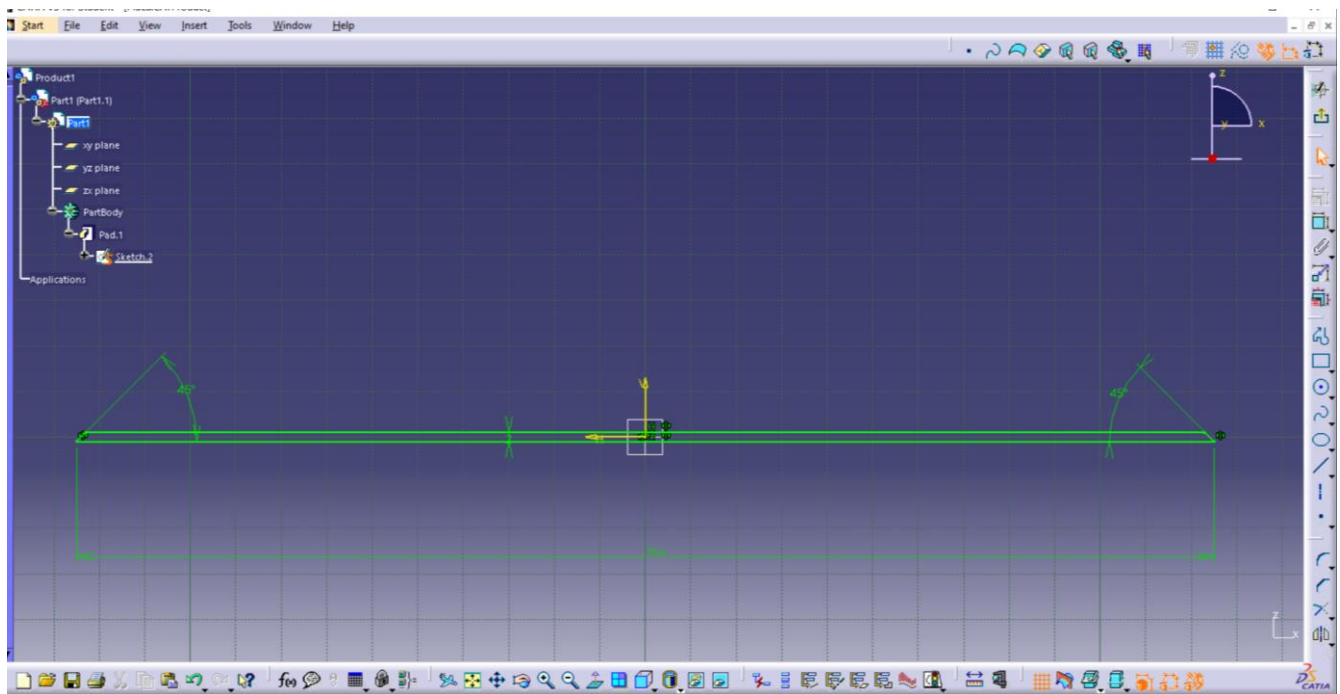 Start File Edit View Insert Tools Window Help
Product1
Part1 (Part1.1)
Part1
xy plane
yz plane
zx plane
PartBody
Pad.1
Sketch.2
Applications
z
y
x
45°
45°
V
z
x
f(x)
CATIA